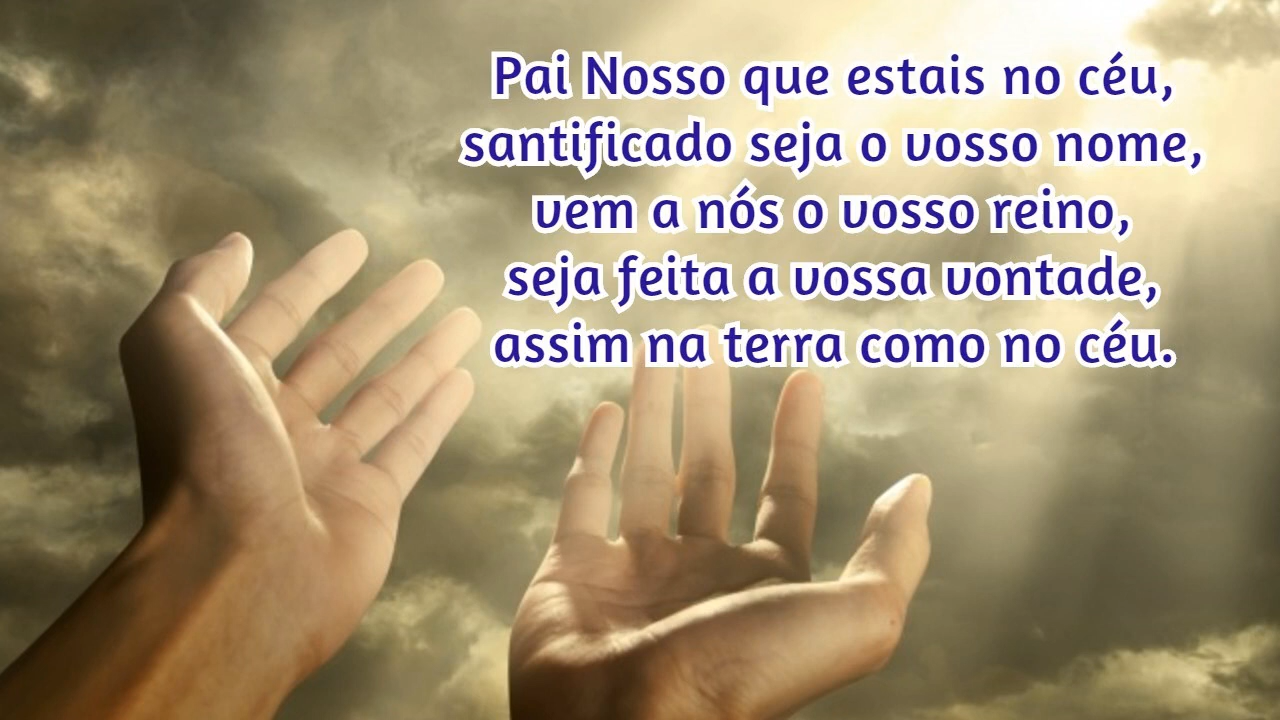 Pai Nosso que estais no céu,
santificado seja o vosso nome,
vem a nós o vosso reino,
seja feita a vossa vontade,
assim na terra como no céu.